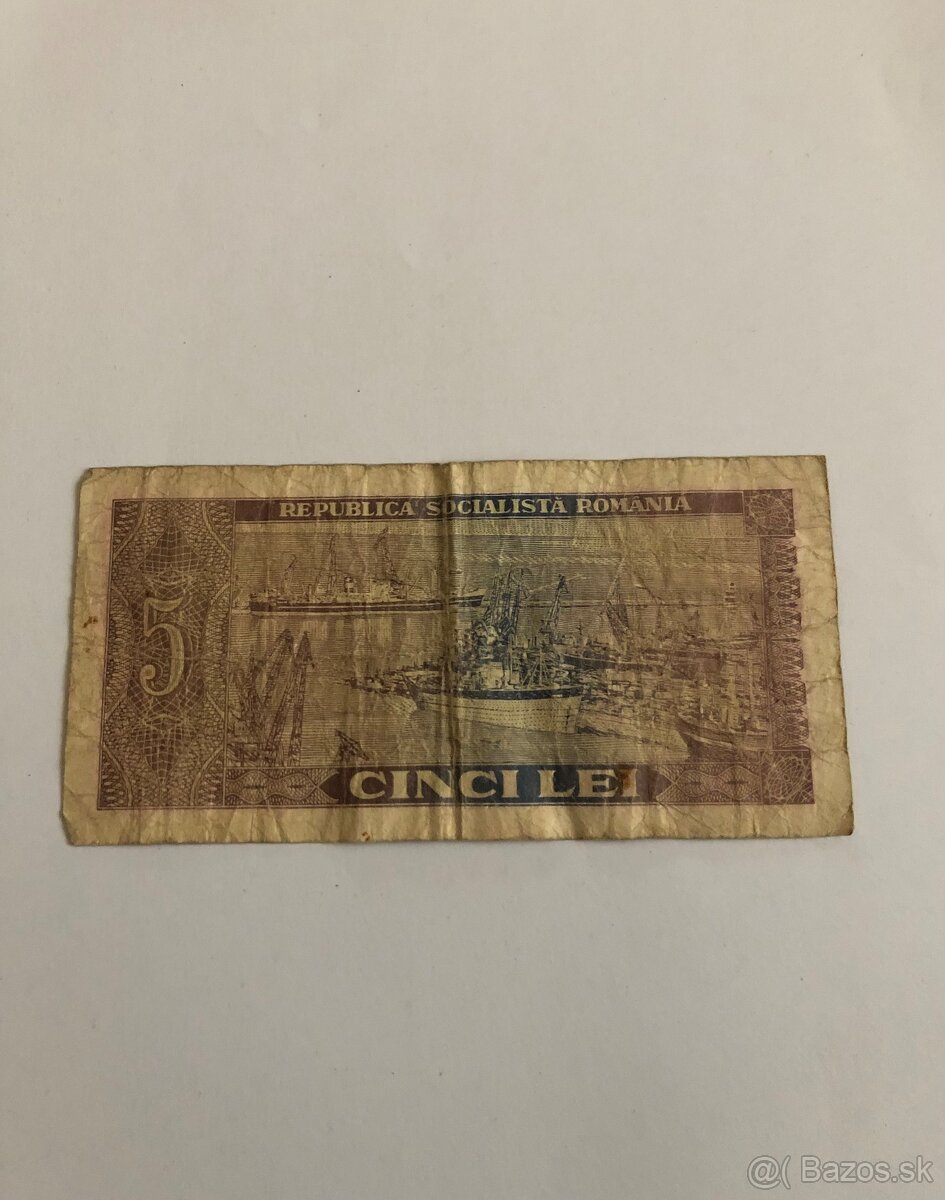 REPUBLICA SOCIALISTĂ ROMÂNIA
5
CINCI LEI
@( Bazos.sk